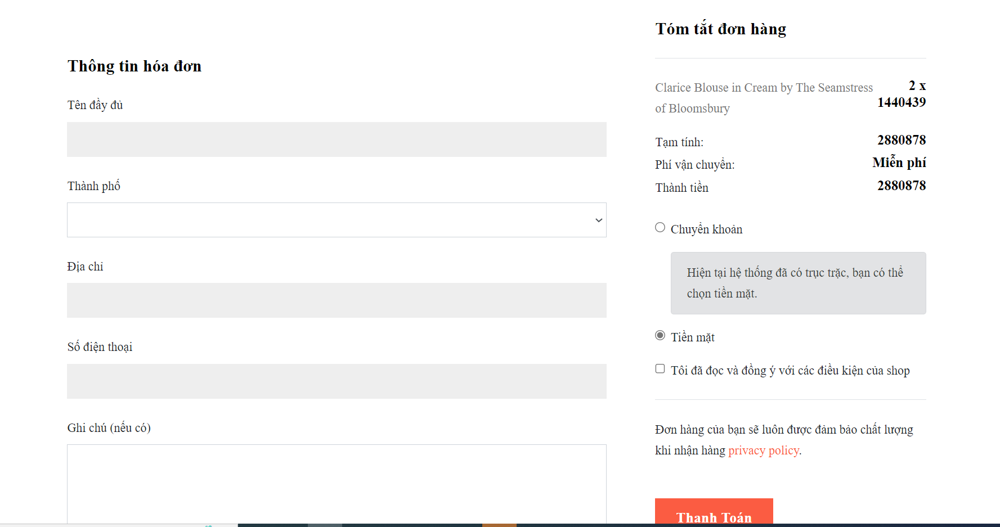 Thông tin hóa đơn
Tên đầy đủ
Thành phố
Địa chỉ
Số điện thoại
Ghi chú (nếu có)
Tóm tắt đơn hàng
Clarice Blouse in Cream by The Seamstress
of Bloomsbury
2 x
1440439
Tạm tính:
2880878
Phí vận chuyển:
Miễn phí
Thành tiền
2880878
Chuyển khoản
Hiện tại hệ thống đã có trục trặc, bạn có thể
chọn tiền mặt.
Tiền mặt
Tôi đã đọc và đồng ý với các điều kiện của shop
Đơn hàng của bạn sẽ luôn được đảm bảo chất lượng
khi nhận hàng privacy policy.
Thanh Toán